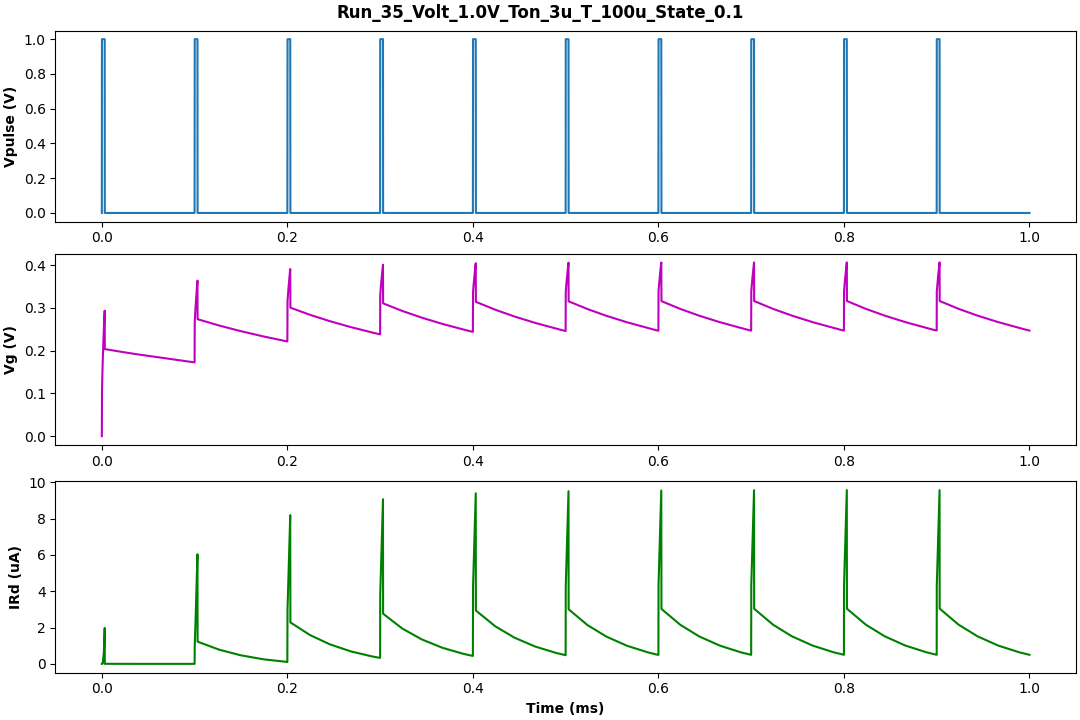 Run_35_Volt_1.0V_Ton_3u_T_100u_State_0.1
Vpulse (V)
1.0
0.8
0.6
0.4
0.2
0.0
0.0 0.2 0.4 0.6 0.8 1.0
Vg (V)
0.4
0.3
0.2
0.1
0.0
0.0 0.2 0.4 0.6 0.8 1.0
IRd (uA)
10
8
6
4
2
0
0.0 0.2 0.4 0.6 0.8 1.0
Time (ms)